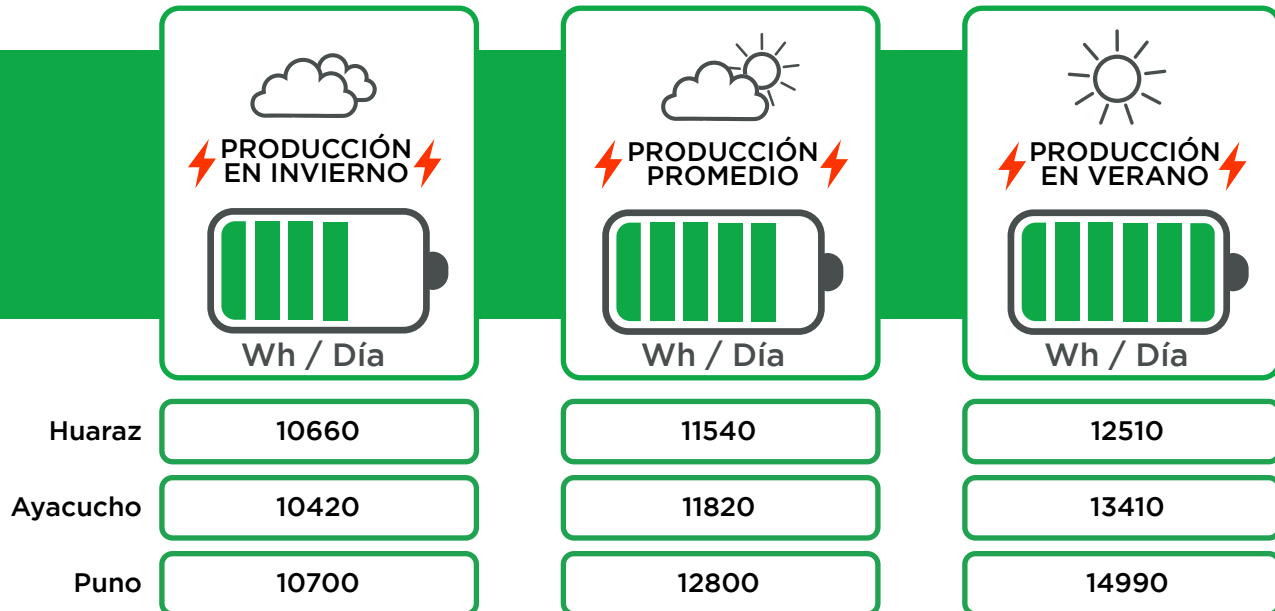 PRODUCCIÓN
EN INVIERNO
Wh / Día
PRODUCCIÓN
PROMEDIO
Wh / Día
PRODUCCIÓN
EN VERANO
Wh / Día
Huaraz 10660 11540 12510
Ayacucho 10420 11820 13410
Puno 10700 12800 14990